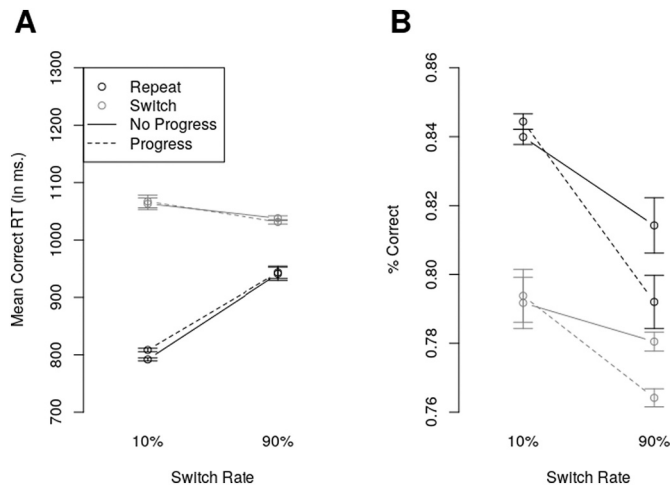 A
Mean Correct RT (In ms.)
1300
1200
1100
1000
900
800
700
Repeat
Switch
No Progress
Progress
10%
90%
Switch Rate
B
% Correct
0.86
0.84
0.82
0.80
0.78
0.76
10%
90%
Switch Rate